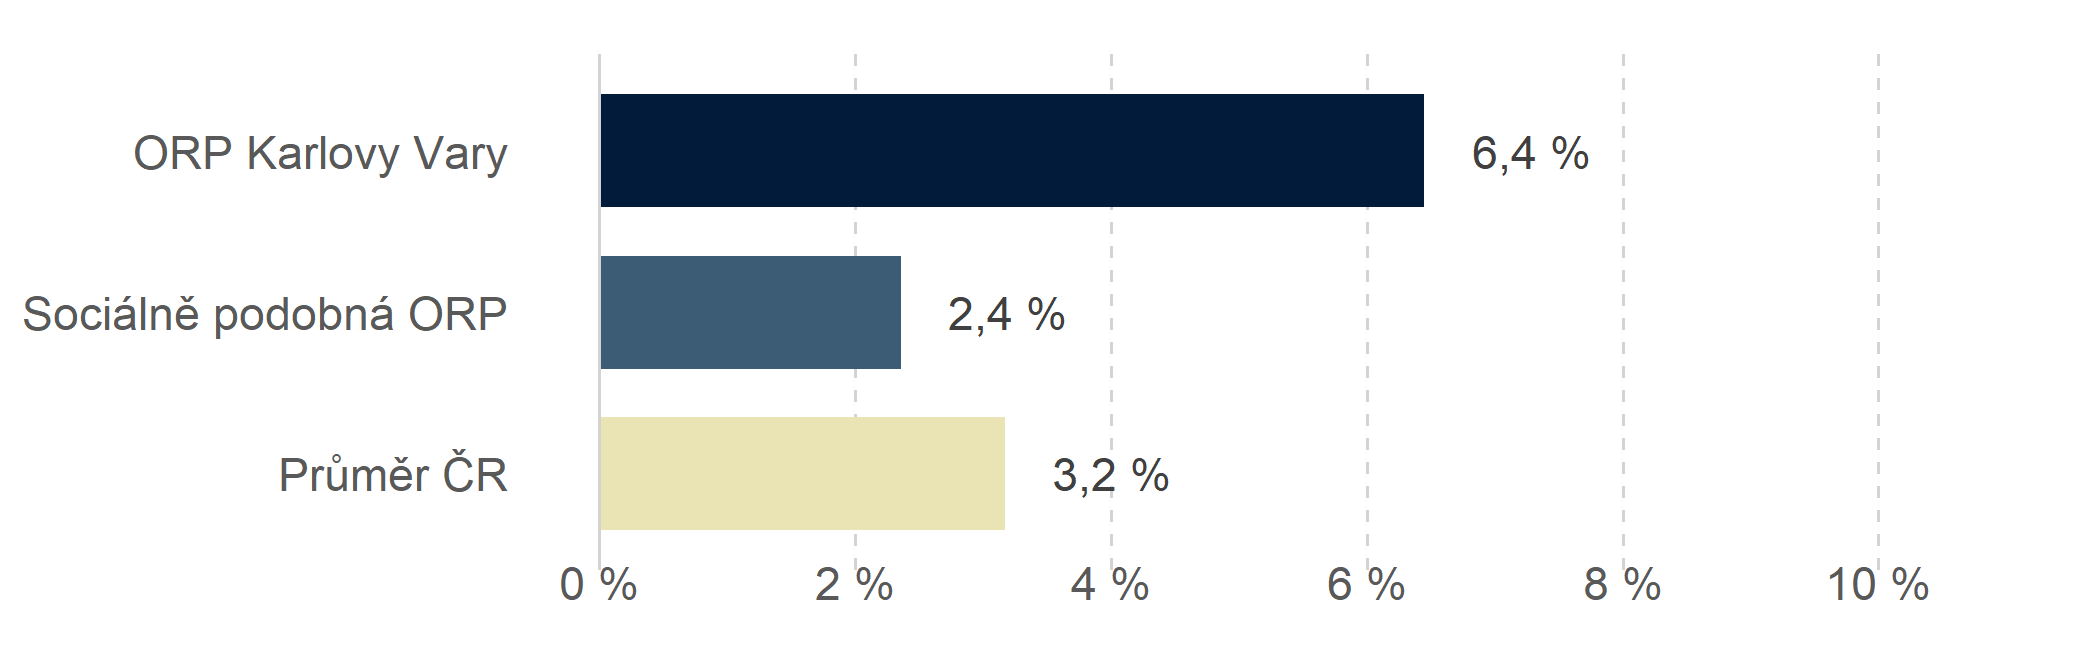 ORP Karlovy Vary
6,4 %
Sociálně podobná ORP
2,4 %
Průměr ČR
3,2 %
0 % 2 % 4 % 6 % 8 % 10 %